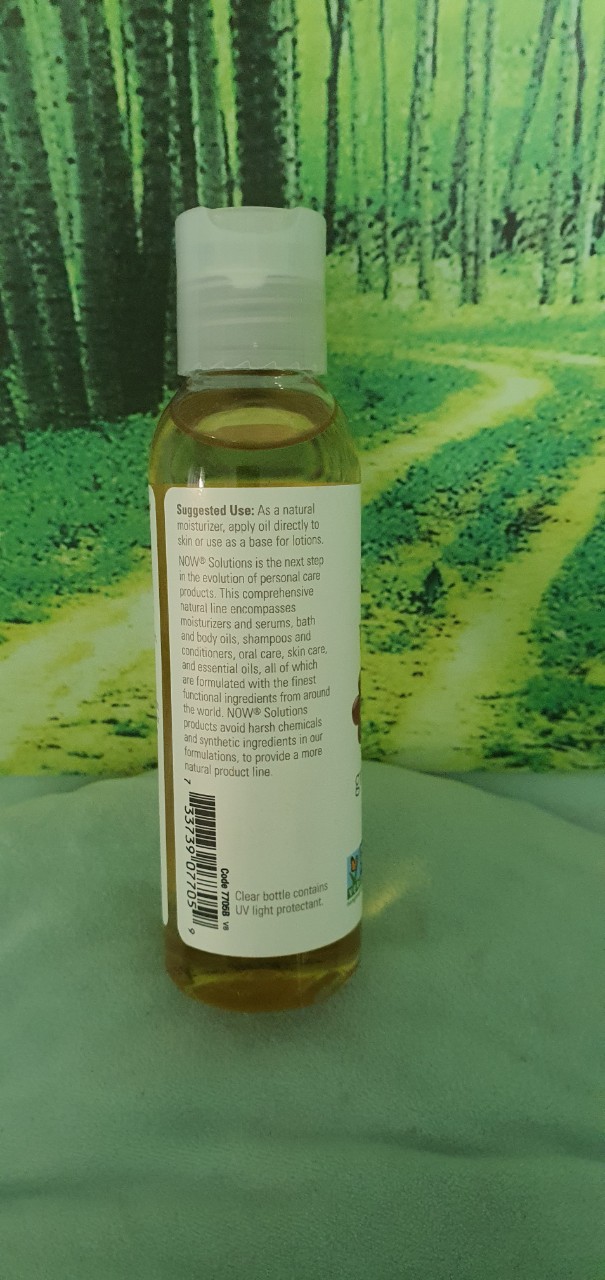 Suggested Use: As a natural
moisturizer, apply oil directly to
skin or use as a base for lotions.
NOW® Solutions is the next step
in the evolution of personal care
products. This comprehensive
natural line encompasses
moisturizers and serums, bath
and body oils, shampoos and
conditioners, oral care, skin care,
and essential oils, all of which
are formulated with the finest
functional ingredients from around
the world. NOW® Solutions
products avoid harsh chemicals
and synthetic ingredients in our
formulations, to provide a more
natural product line.
7 33739 07705 9
Code 7705B V8
Clear bottle contains
UV light protectant.